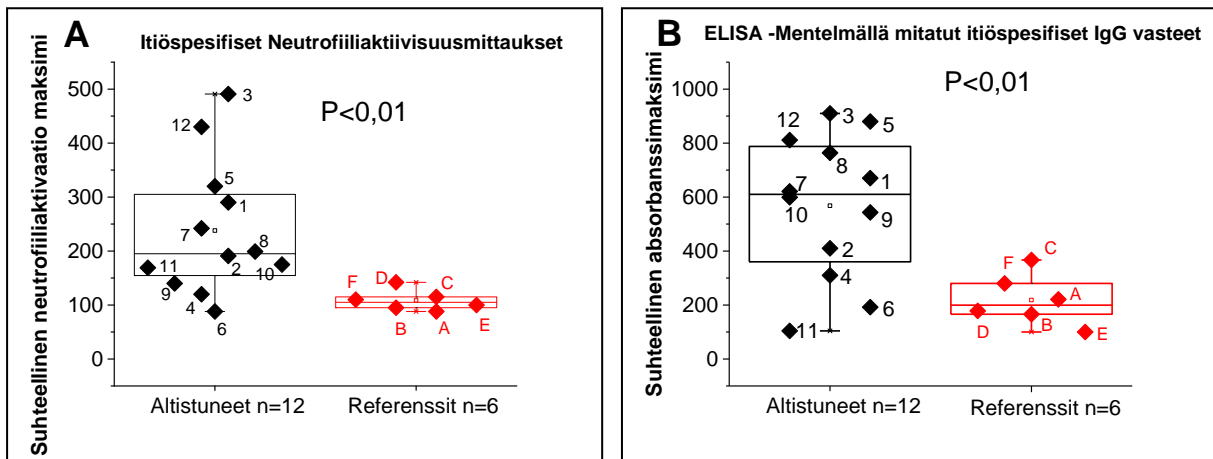 A
Itiöspesifiset Neutrofiiliaktiivisuusmittaukset
Suhteellinen neutrofiiliaktivaatio maksimi
500
400
300
200
100
0
P<0,01
3
12
5
1
7
8
2
10
11
9
4
6
F
D
C
B
A
E
Altistuneet n=12
Referenssit n=6
B
ELISA -Mentelmällä mitatut itiöspesifiset IgG vasteet
Suhteellinen absorbanssimaksimi
1000
800
600
400
200
0
P<0,01
12
3
5
8
7
1
10
9
2
4
6
11
C
F
A
D
B
E
Altistuneet n=12
Referenssit n=6